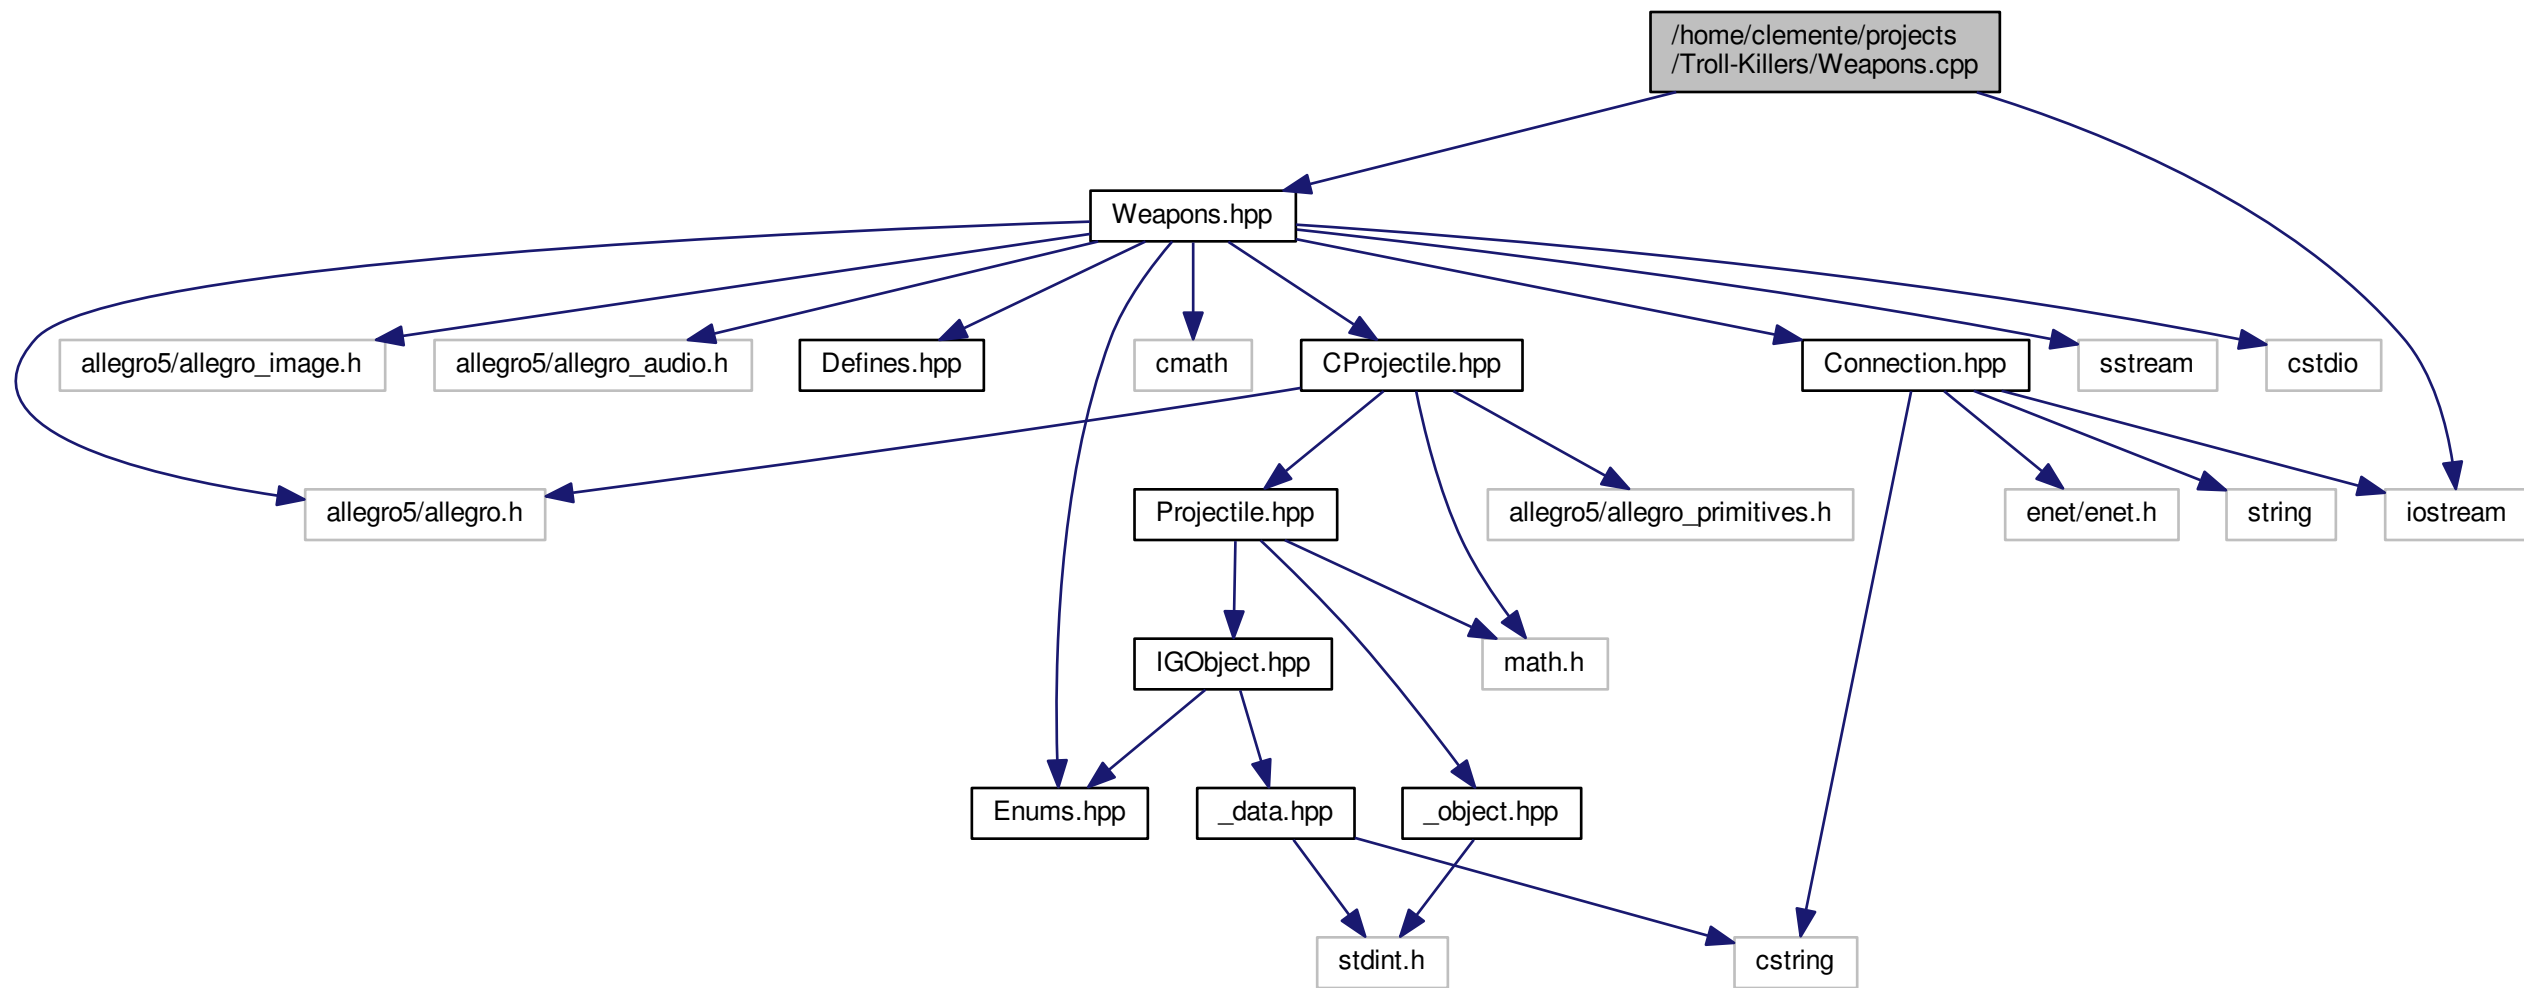 /home/clemente/projects
/Troll-Killers/Weapons.cpp
Weapons.hpp
allegro5/allegro_image.h
allegro5/allegro_audio.h
Defines.hpp
cmath
CProjectile.hpp
Connection.hpp
sstream
cstdio
allegro5/allegro.h
Projectile.hpp
allegro5/allegro_primitives.h
enet/enet.h
string
iostream
IGObject.hpp
math.h
Enums.hpp
_data.hpp
_object.hpp
stdint.h
cstring